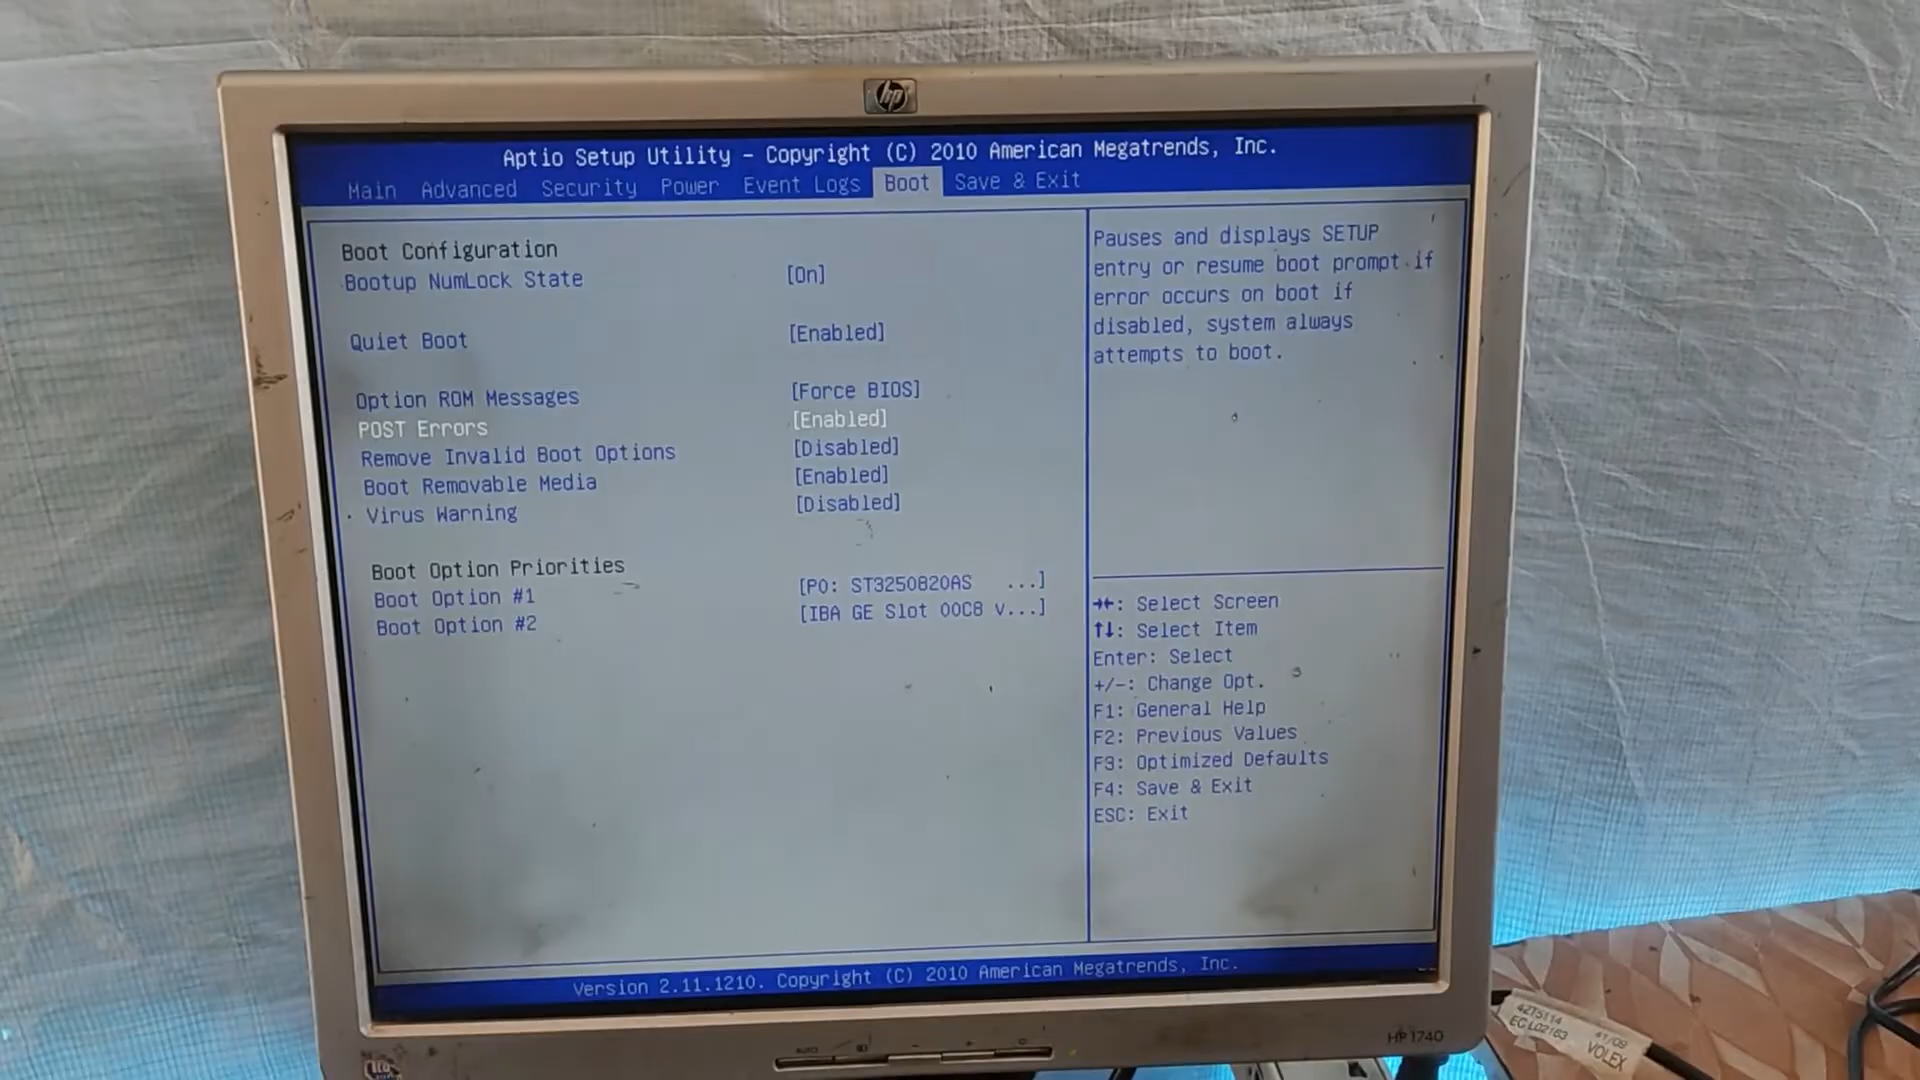 hp
Aptio Setup Utility – Copyright (C) 2010 American Megatrends, Inc.
Main Advanced Security Power Event Logs Boot Save & Exit
Boot Configuration
Bootup NumLock State [On]
Quiet Boot [Enabled]
Option ROM Messages [Force BIOS]
POST Errors [Enabled]
Remove Invalid Boot Options [Disabled]
Boot Removable Media [Enabled]
Virus Warning [Disabled]
Boot Option Priorities
Boot Option #1 [P0: ST3250820AS ...]
Boot Option #2 [IBA GE Slot 00C8 v...]
Pauses and displays SETUP
entry or resume boot prompt if
error occurs on boot if
disabled, system always
attempts to boot.
→←: Select Screen
↑↓: Select Item
Enter: Select
+/-: Change Opt.
F1: General Help
F2: Previous Values
F3: Optimized Defaults
F4: Save & Exit
ESC: Exit
Version 2.11.1210. Copyright (C) 2010 American Megatrends, Inc.
HP 1740
AUTO
VOLEX